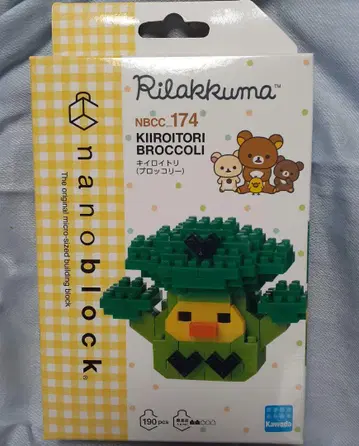 Rilakkuma™
NBCC_174
KIIROITORI
BROCCOLI
キイロイトリ
(ブロッコリー)
nanoblock®
The original micro-sized building block
190 pcs
Kawada